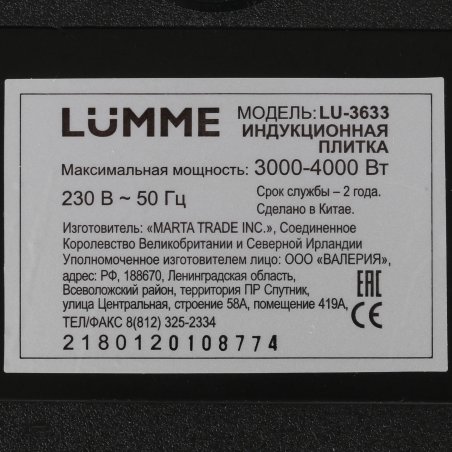 LUMME
МОДЕЛЬ: LU-3633
ИНДУКЦИОННАЯ
ПЛИТКА
Максимальная мощность: 3000-4000 Вт
230 В ~ 50 Гц
Срок службы – 2 года.
Сделано в Китае.
Изготовитель: «MARTA TRADE INC.», Соединенное
Королевство Великобритании и Северной Ирландии
Уполномоченное изготовителем лицо: ООО «ВАЛЕРИЯ»,
адрес: РФ, 188670, Ленинградская область,
Всеволожский район, территория ПР Спутник,
улица Центральная, строение 58А, помещение 419А,
ТЕЛ/ФАКС 8(812) 325-2334
EAC
CE
2180120108774